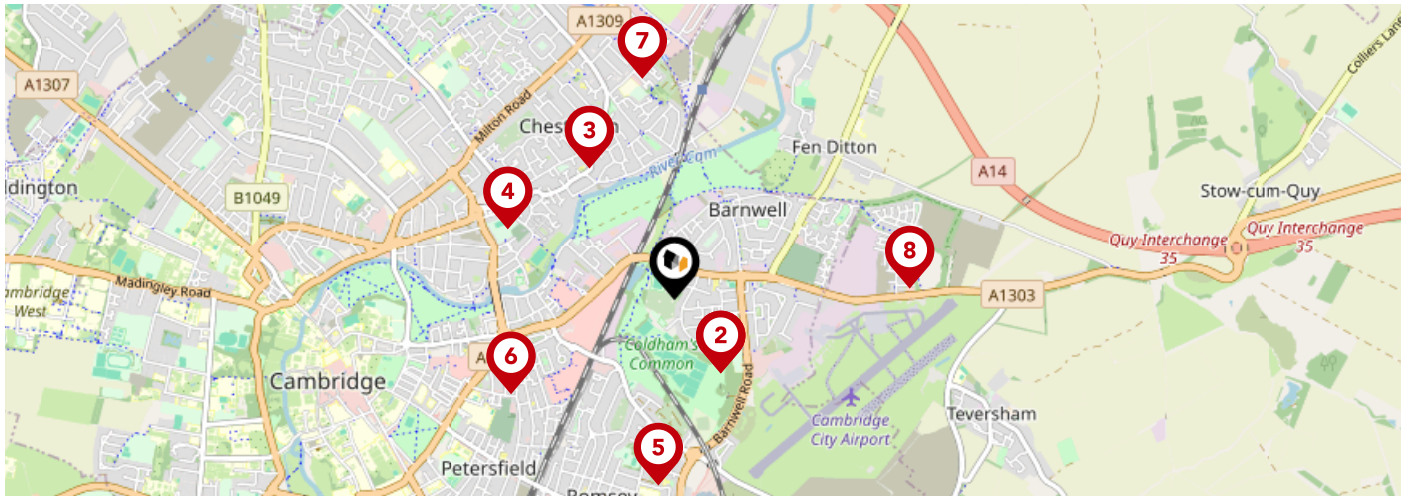 A1309
7
A1307
Milton Road
Colliers Lane
3
River Cam
Fen Ditton
A14
ddington
B1049
4
Stow-cum-Quy
Barnwell
Quy Interchange
35
Quy Interchange
35
8
Madingley Road
ambridge
West
A1303
2
Coldham's
Common
6
Cambridge
Barnwell Road
Cambridge
City Airport
Teversham
5
Petersfield
Romsey